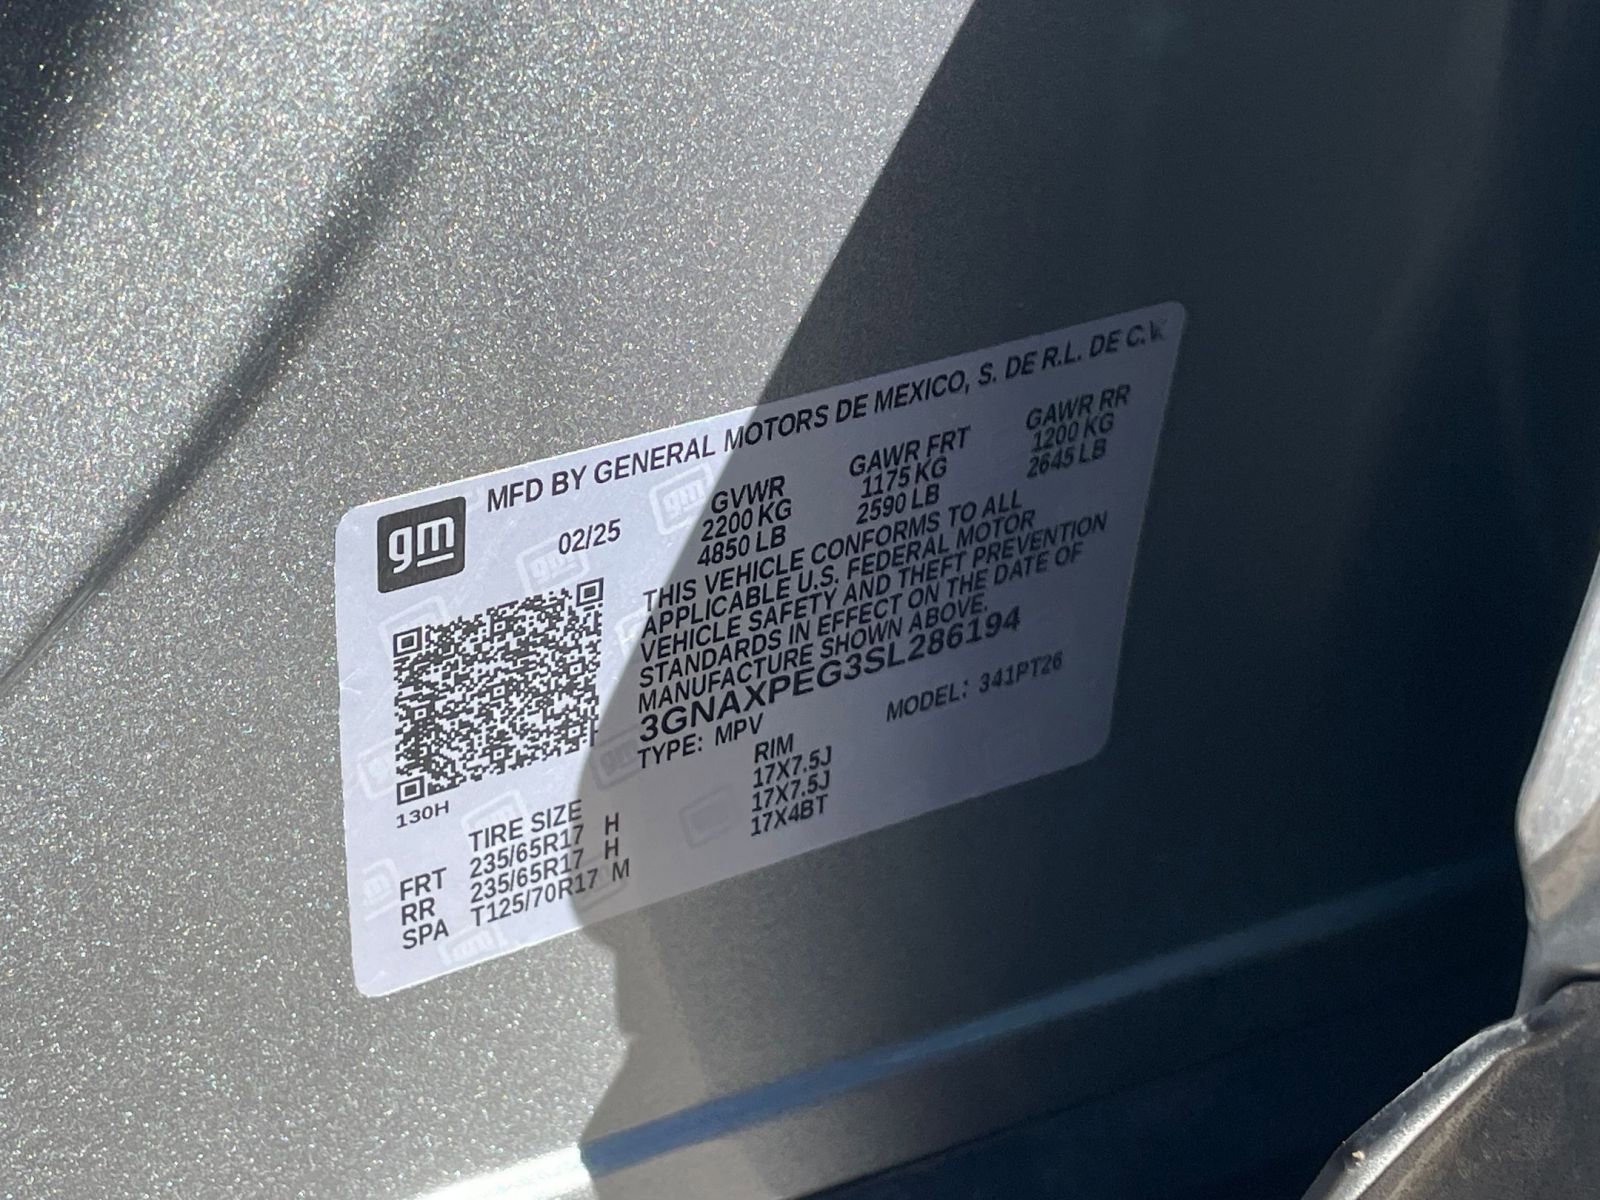 MFD BY GENERAL MOTORS DE MEXICO, S. DE R.L. DE C.V.
gm
02/25
GVWR GAWR FRT GAWR RR
2200 KG 1175 KG 1200 KG
4850 LB 2590 LB 2645 LB
THIS VEHICLE CONFORMS TO ALL
APPLICABLE U.S. FEDERAL MOTOR
VEHICLE SAFETY AND THEFT PREVENTION
STANDARDS IN EFFECT ON THE DATE OF
MANUFACTURE SHOWN ABOVE.
3GNAXPEG3SL286194
TYPE: MPV MODEL: 341PT26
130H
TIRE SIZE RIM
FRT 235/65R17 H 17X7.5J
RR 235/65R17 H 17X7.5J
SPA T125/70R17 M 17X4BT